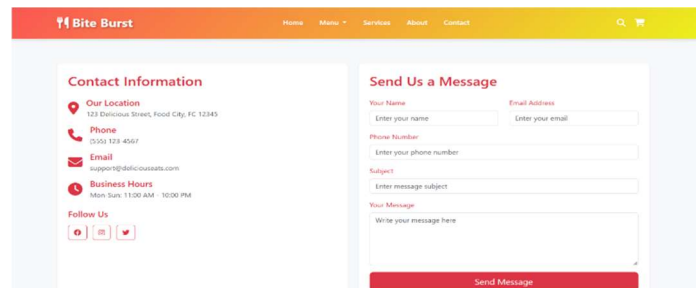 Bite Burst
Home Menu Services About Contact
Contact Information
Our Location
123 Delicious Street, Food City, FC 12345
Phone
(555) 123-4567
Email
support@deliciouseats.com
Business Hours
Mon-Sun: 11:00 AM - 10:00 PM
Follow Us
Send Us a Message
Your Name Email Address
Enter your name Enter your email
Phone Number
Enter your phone number
Subject
Enter message subject
Your Message
Write your message here
Send Message